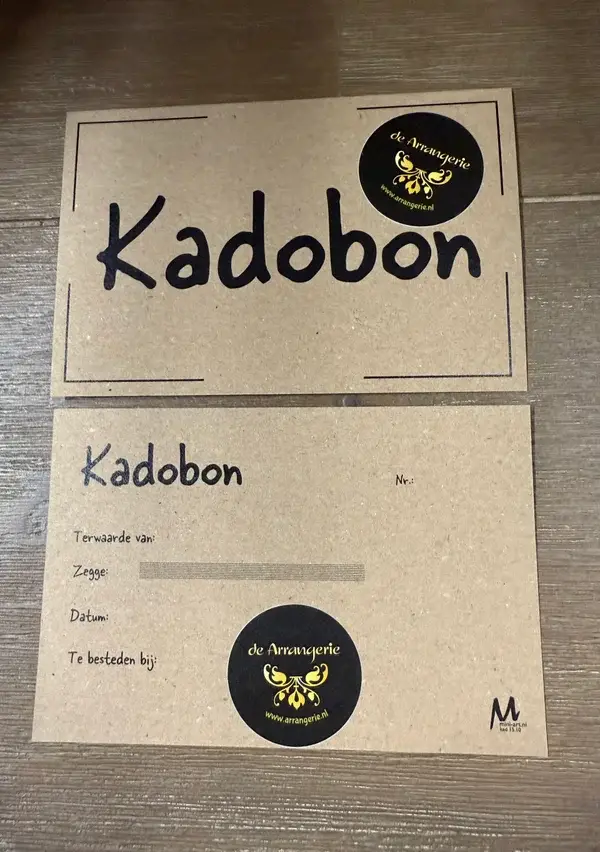 de Arrangerie
www.arrangerie.nl
Kadobon
Kadobon
Nr.:
Terwaarde van:
Zegge:
Datum:
Te besteden bij:
de Arrangerie
www.arrangerie.nl
M
mini-art.nl